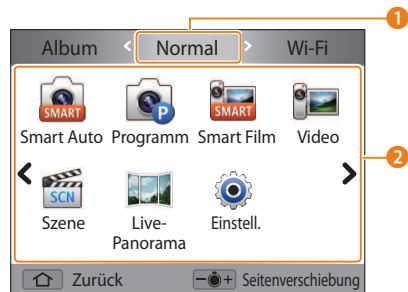 1
Album < Normal > Wi-Fi
2
SMART P SMART
Smart Auto Programm Smart Film Video
SCN
Szene Live-Panorama Einstell.
Zurück Seitenverschiebung